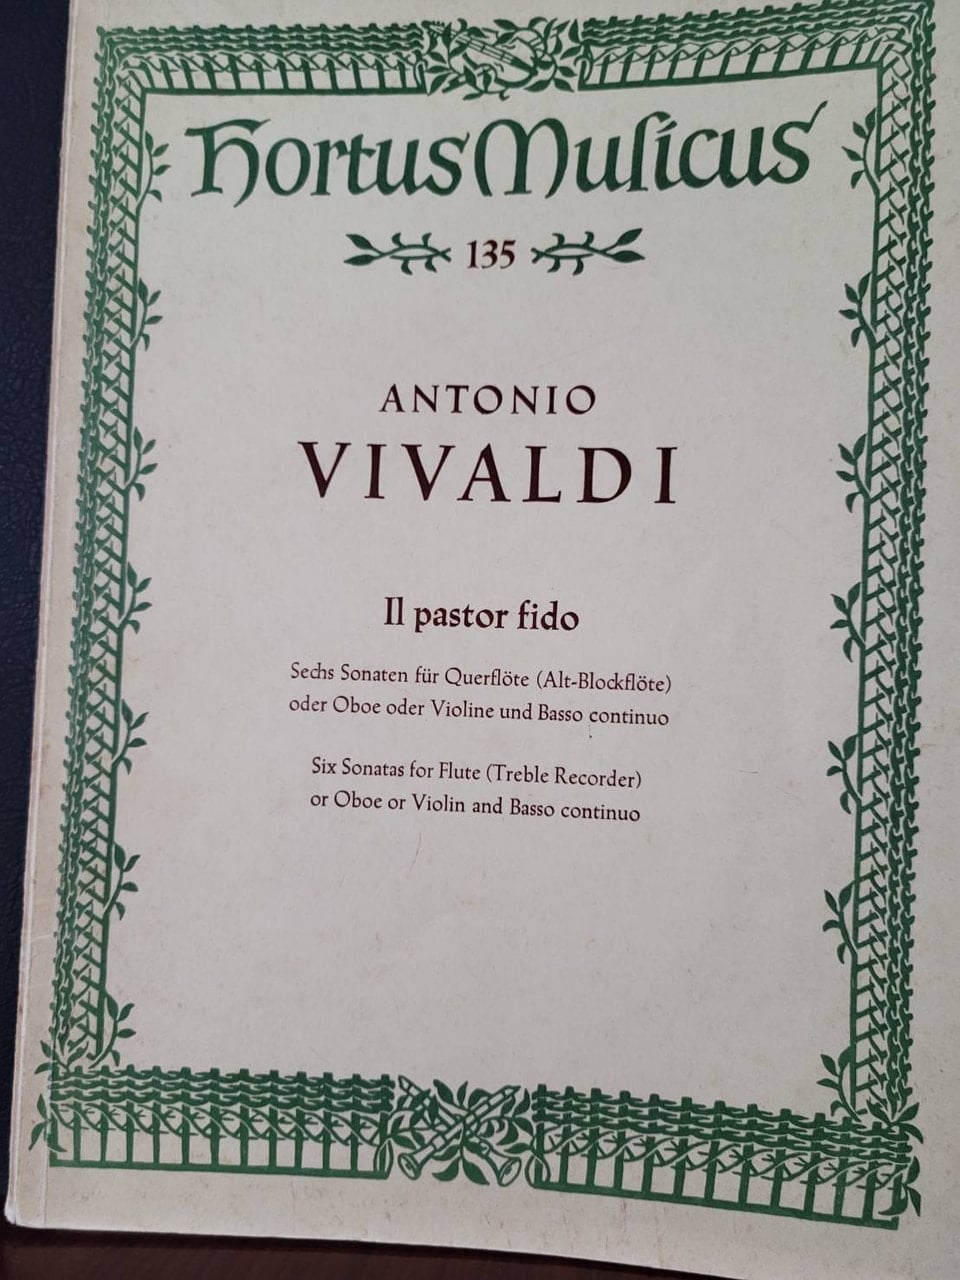 Hortus Muſicus
135
ANTONIO
VIVALDI
Il pastor fido
Sechs Sonaten für Querflöte (Alt-Blockflöte)
oder Oboe oder Violine und Basso continuo
Six Sonatas for Flute (Treble Recorder)
or Oboe or Violin and Basso continuo